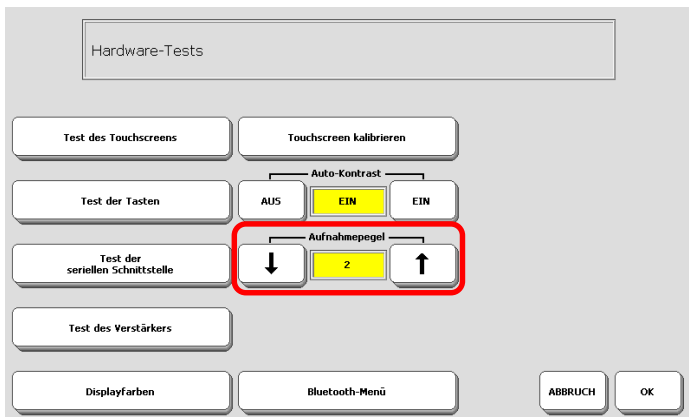 Hardware-Tests
Test des Touchscreens
Touchscreen kalibrieren
Test der Tasten
Auto-Kontrast
AUS
EIN
EIN
Test der
seriellen Schnittstelle
Aufnahmepegel
2
Test des Verstärkers
Displayfarben
Bluetooth-Menü
ABBRUCH
OK